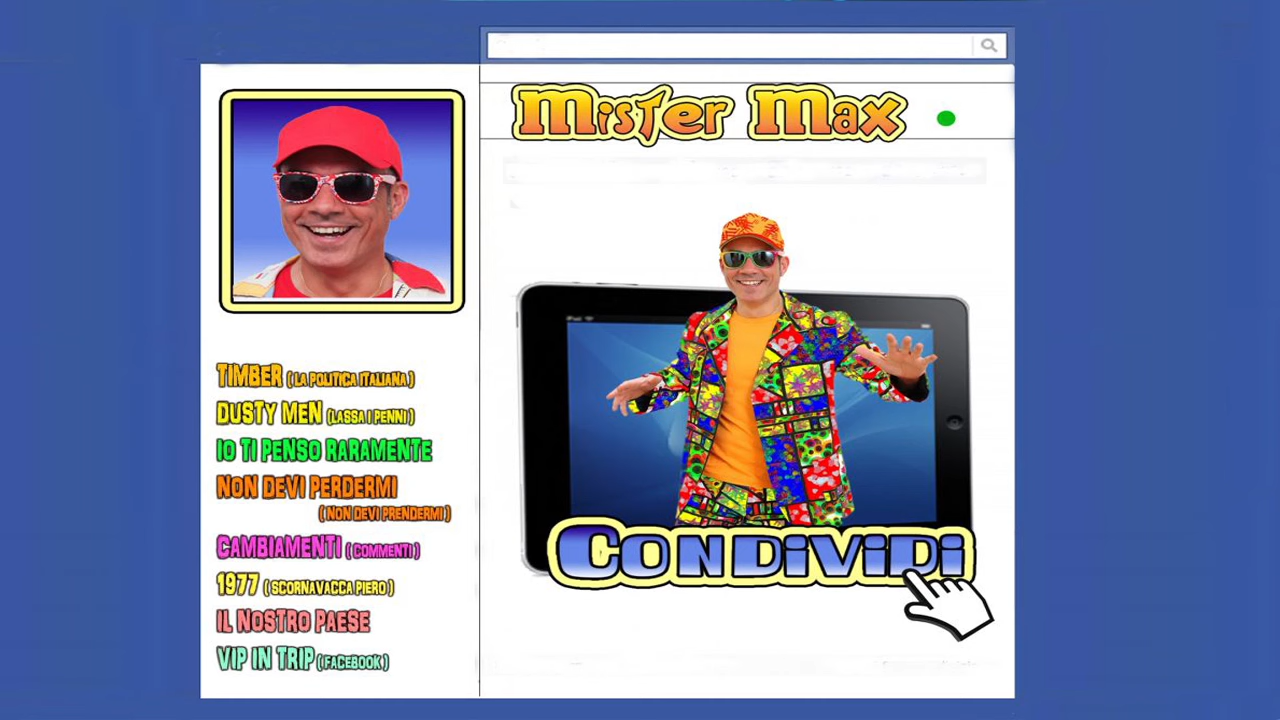 Mister Max
TIMBER ( LA POLITICA ITALIANA )
DUSTY MEN (LASSA I PENNI )
IO TI PENSO RARAMENTE
NON DEVI PERDERMI
( NON DEVI PRENDERMI )
CAMBIAMENTI ( COMMENTI )
1977 ( SCORNAVACCA PIERO )
IL NOSTRO PAESE
VIP IN TRIP ( FACEBOOK )
CONDiViDi